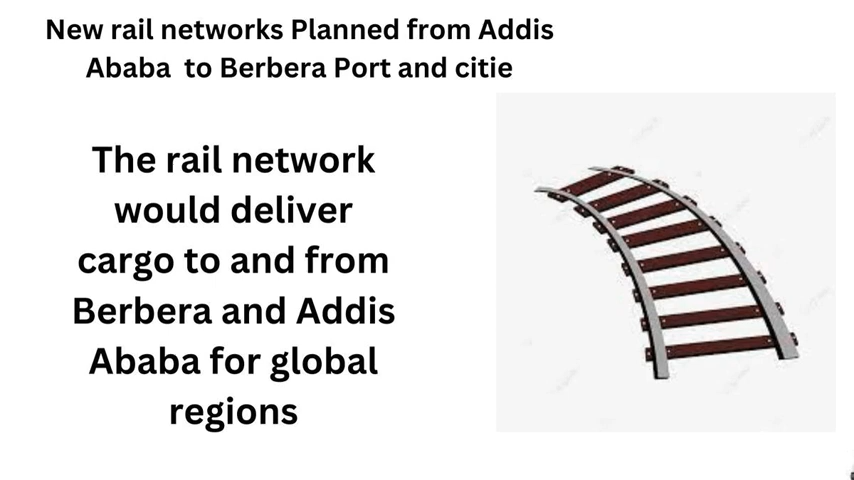 New rail networks Planned from Addis
Ababa  to Berbera Port and citie
The rail network
would deliver
cargo to and from
Berbera and Addis
Ababa for global
regions